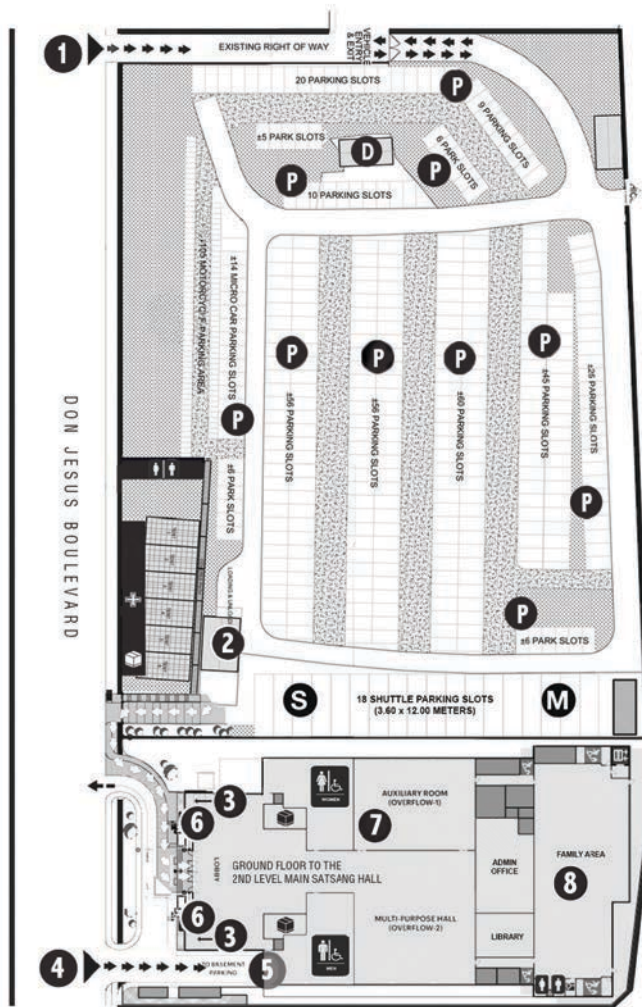 1
EXISTING RIGHT OF WAY
VEHICLE
ENTRY
& EXIT
20 PARKING SLOTS
P
9 PARKING SLOTS
±5 PARK SLOTS
D
6 PARK SLOTS
P
P
10 PARKING SLOTS
±105 MOTORCYCLE PARKING AREA
±14 MICRO CAR PARKING SLOTS
P
P
P
P
±56 PARKING SLOTS
±56 PARKING SLOTS
±60 PARKING SLOTS
±45 PARKING SLOTS
±26 PARKING SLOTS
P
P
DON JESUS BOULEVARD
±6 PARK SLOTS
P
±6 PARK SLOTS
2
S
18 SHUTTLE PARKING SLOTS
(3.60 x 12.00 METERS)
M
3
6
WOMEN
AUXILIARY ROOM
(OVERFLOW-1)
7
LOBBY
GROUND FLOOR TO THE
2ND LEVEL MAIN SATSANG HALL
ADMIN
OFFICE
FAMILY AREA
8
6
3
MULTI-PURPOSE HALL
(OVERFLOW-2)
LIBRARY
MEN
4
TO BASEMENT
PARKING
5